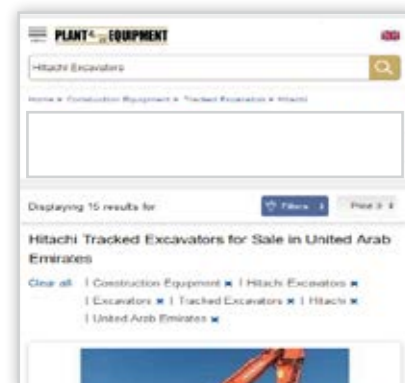 PLANT & EQUIPMENT
Hitachi Excavators
Home » Construction Equipment » Tracked Excavators » Hitachi
Displaying 15 results for
Filters
Price
Hitachi Tracked Excavators for Sale in United Arab
Emirates
Clear all | Construction Equipment × | Hitachi Excavators ×
| Excavators × | Tracked Excavators × | Hitachi ×
| United Arab Emirates ×